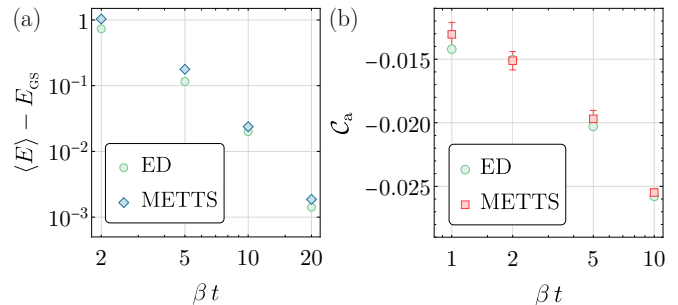 (a)
⟨E⟩ − E_GS
1
10⁻¹
10⁻²
10⁻³
ED
METTS
2 5 10 20
β t
(b)
𝒞ₐ
−0.015
−0.020
−0.025
ED
METTS
1 2 5 10
β t